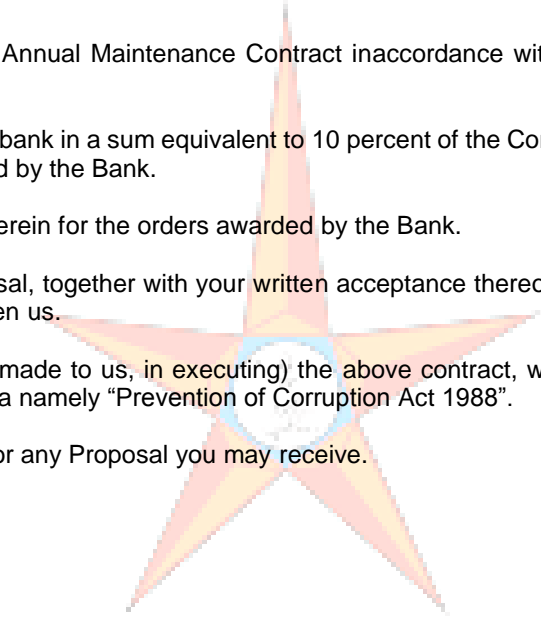 Annual Maintenance Contract inaccordance wit
bank in a sum equivalent to 10 percent of the Co
d by the Bank.
erein for the orders awarded by the Bank.
sal, together with your written acceptance thereo
en us.
made to us, in executing) the above contract, w
a namely “Prevention of Corruption Act 1988”.
or any Proposal you may receive.